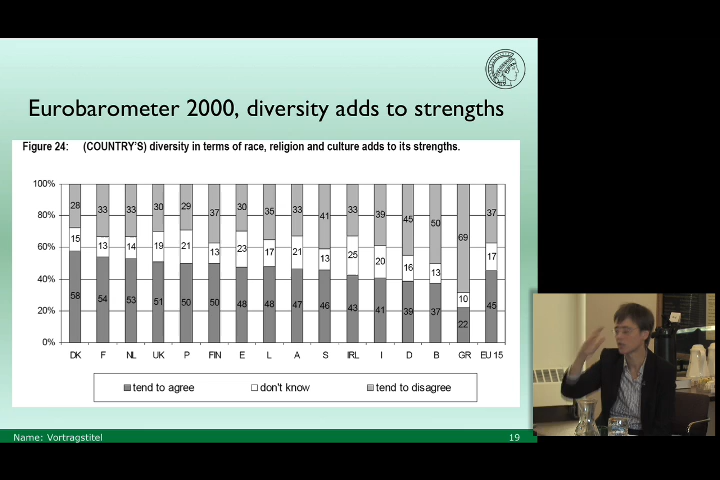 Eurobarometer 2000, diversity adds to strengths
Figure 24: (COUNTRY'S) diversity in terms of race, religion and culture adds to its strengths.
100%
28 33 33 30 29 37 30 35 33 41 33 39 45 50 69 37
80%
15 13 14 19 21 13 23 17 21 13 25 20 16 13 10 17
60%
58 54 53 51 50 50 48 48 47 46 43 41 39 37 22 45
40%
20%
0%
DK F NL UK P FIN E L A S IRL I D B GR EU 15
tend to agree don't know tend to disagree
Name: Vortragstitel 19